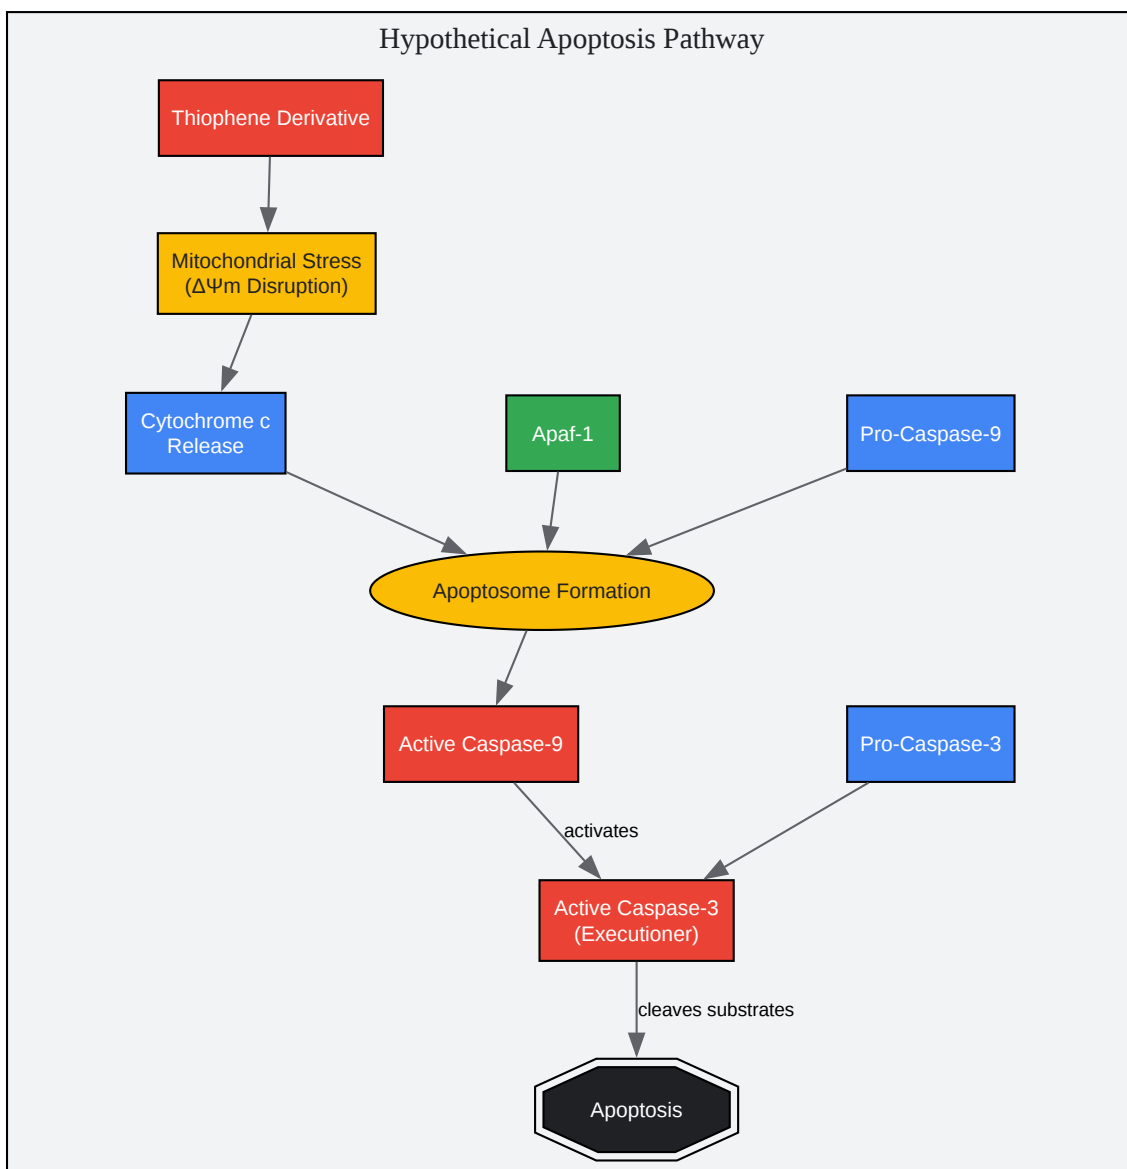 Hypothetical Apoptosis Pathway
Thiophene Derivative
Mitochondrial Stress
(ΔΨm Disruption)
Cytochrome c
Release
Apaf-1
Pro-Caspase-9
Apoptosome Formation
Active Caspase-9
Pro-Caspase-3
activates
Active Caspase-3
(Executioner)
cleaves substrates
Apoptosis